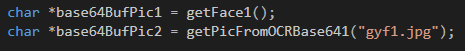 char *base64BufPic1 = getFace1();
char *base64BufPic2 = getPicFromOCRBase641("gyf1.jpg");